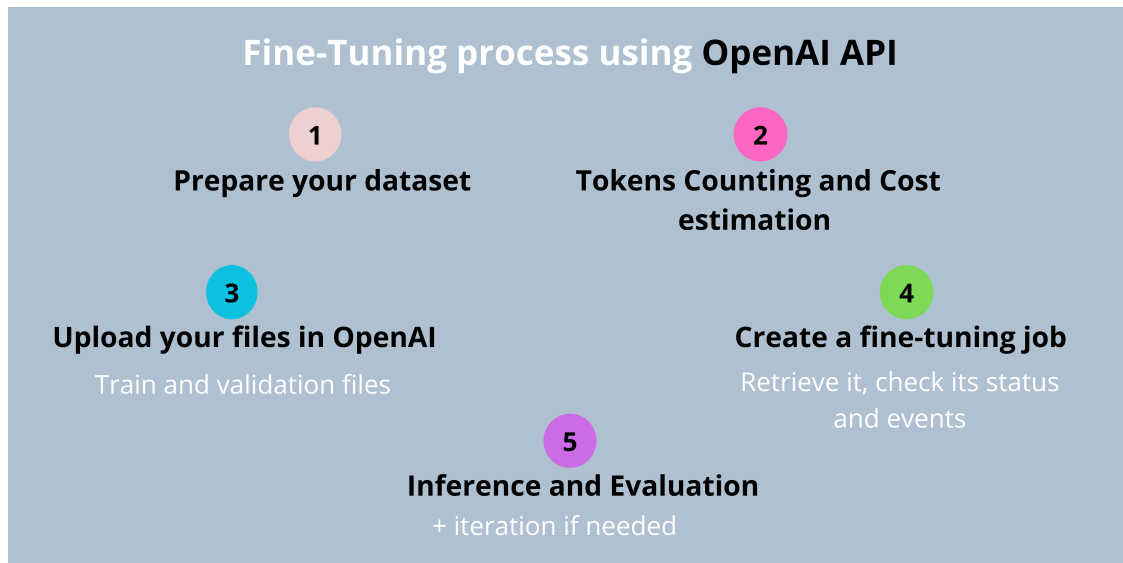 Fine-Tuning process using OpenAI API
1
Prepare your dataset
2
Tokens Counting and Cost
estimation
3
Upload your files in OpenAI
Train and validation files
4
Create a fine-tuning job
Retrieve it, check its status
and events
5
Inference and Evaluation
+ iteration if needed